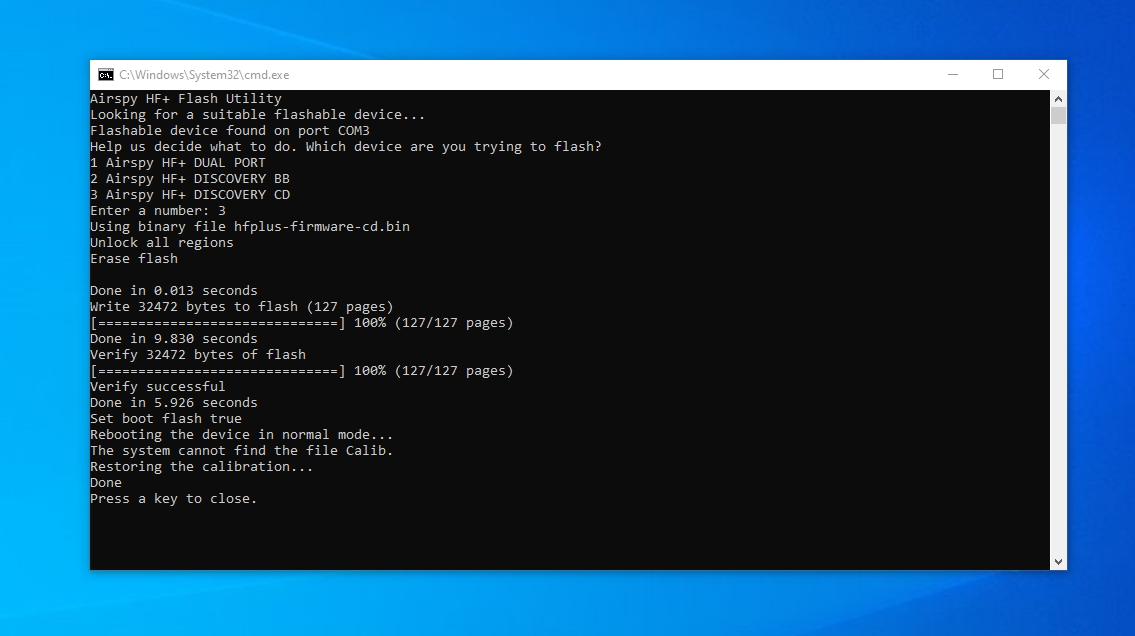 C:\Windows\System32\cmd.exe
Airspy HF+ Flash Utility
Looking for a suitable flashable device...
Flashable device found on port COM3
Help us decide what to do. Which device are you trying to flash?
1 Airspy HF+ DUAL PORT
2 Airspy HF+ DISCOVERY BB
3 Airspy HF+ DISCOVERY CD
Enter a number: 3
Using binary file hfplus-firmware-cd.bin
Unlock all regions
Erase flash
Done in 0.013 seconds
Write 32472 bytes to flash (127 pages)
[==============================] 100% (127/127 pages)
Done in 9.830 seconds
Verify 32472 bytes of flash
[==============================] 100% (127/127 pages)
Verify successful
Done in 5.926 seconds
Set boot flash true
Rebooting the device in normal mode...
The system cannot find the file Calib.
Restoring the calibration...
Done
Press a key to close.